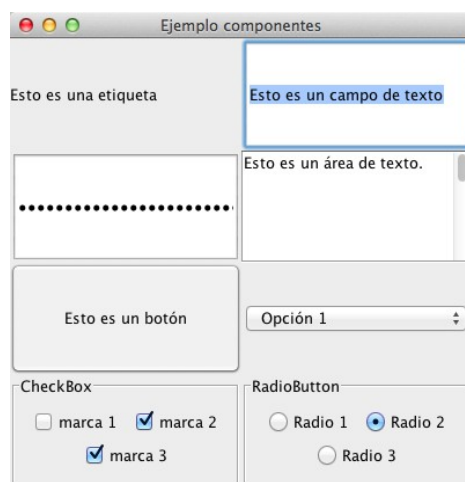 Ejemplo componentes
Esto es una etiqueta
Esto es un campo de texto
Esto es un área de texto.
Esto es un botón
Opción 1
CheckBox
marca 1 marca 2
marca 3
RadioButton
Radio 1 Radio 2
Radio 3